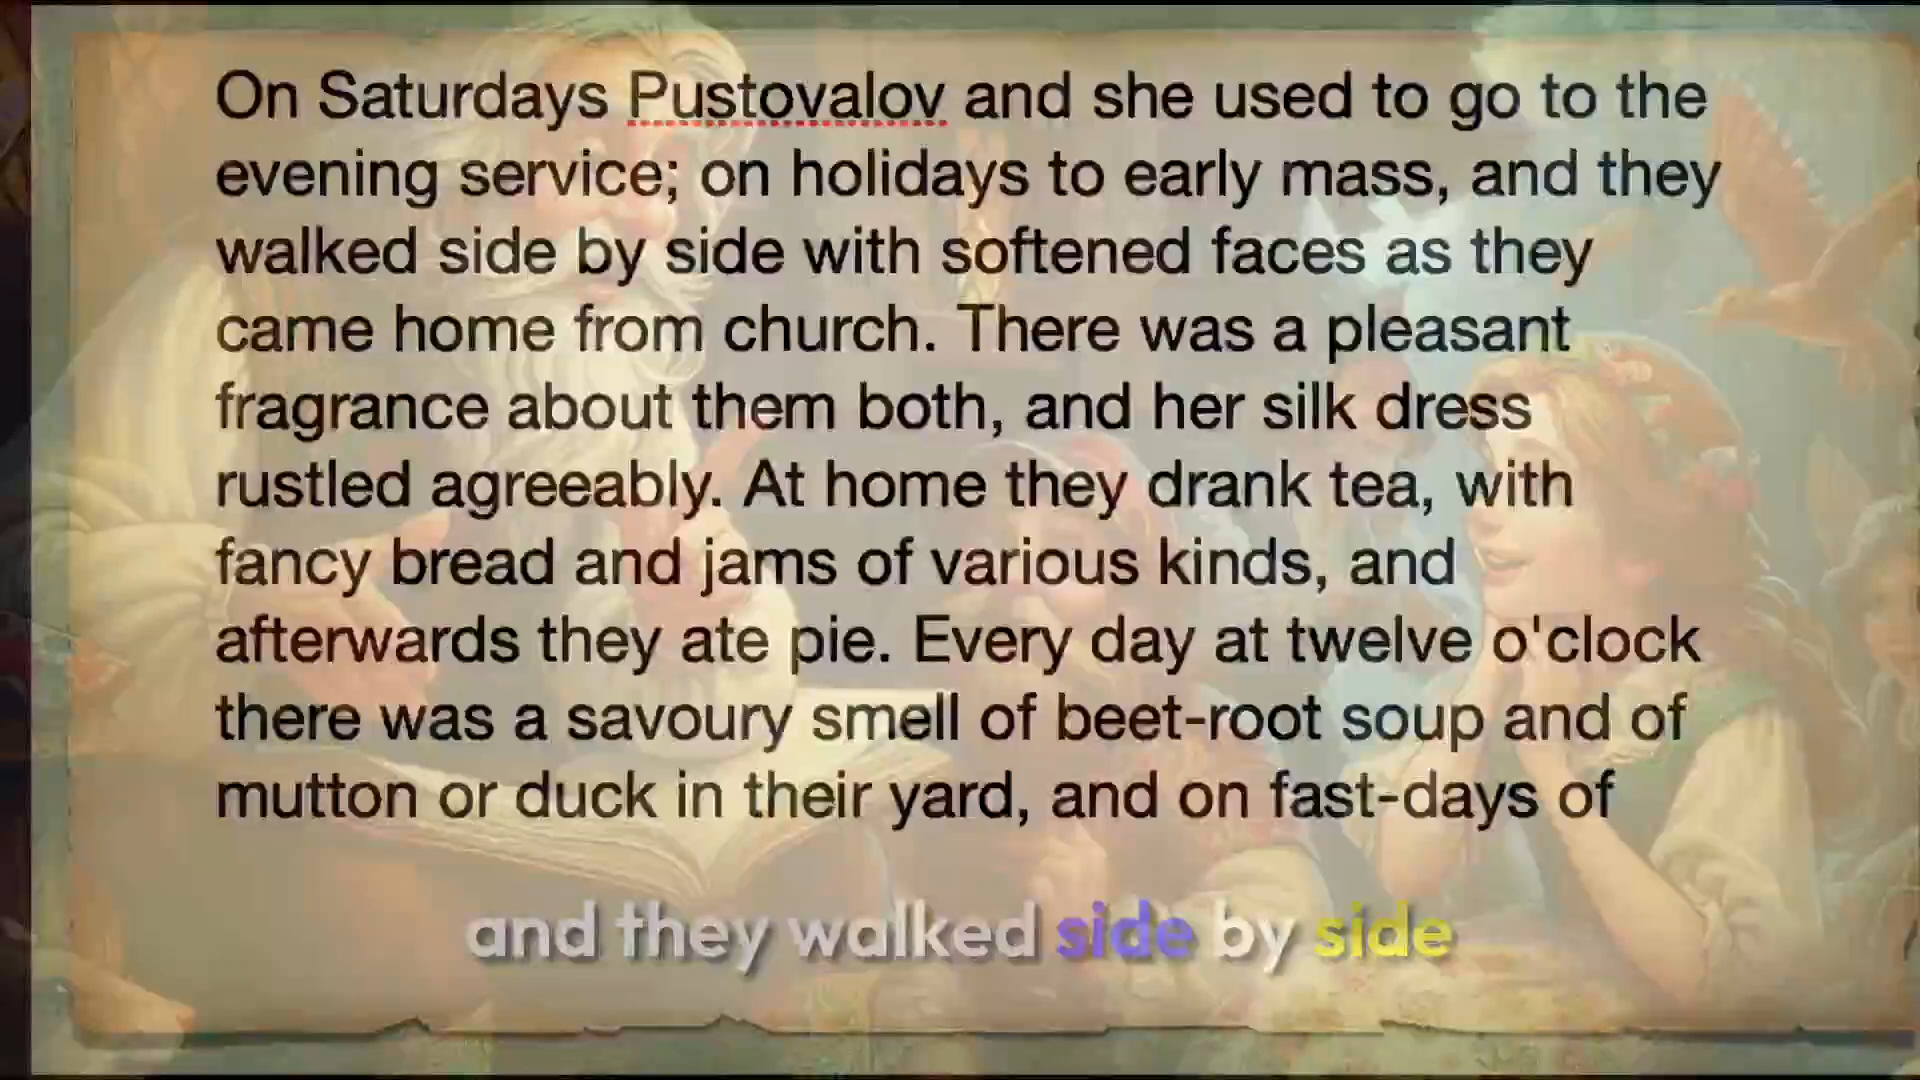 On Saturdays Pustovalov and she used to go to the
evening service; on holidays to early mass, and they
walked side by side with softened faces as they
came home from church. There was a pleasant
fragrance about them both, and her silk dress
rustled agreeably. At home they drank tea, with
fancy bread and jams of various kinds, and
afterwards they ate pie. Every day at twelve o'clock
there was a savoury smell of beet-root soup and of
mutton or duck in their yard, and on fast-days of
and they walked side by side